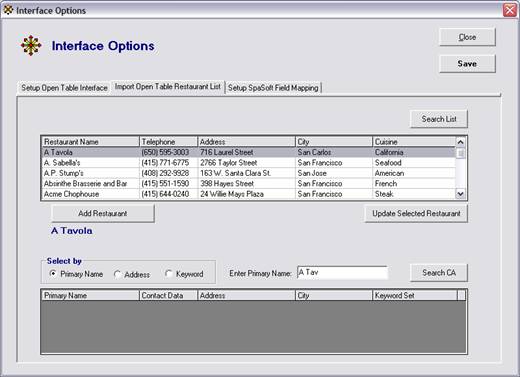 Interface Options
Interface Options
Close
Save
Setup Open Table Interface Import Open Table Restaurant List Setup SpaSoft Field Mapping
Search List
Restaurant Name Telephone Address City Cuisine
A Tavola (650) 595-3003 716 Laurel Street San Carlos California
A. Sabella's (415) 771-6775 2766 Taylor Street San Francisco Seafood
A.P. Stump's (408) 292-9928 163 W. Santa Clara St. San Jose American
Absinthe Brasserie and Bar (415) 551-1590 398 Hayes Street San Francisco French
Acme Chophouse (415) 644-0240 24 Willie Mays Plaza San Francisco Steak
Add Restaurant Update Selected Restaurant
A Tavola
Select by
Primary Name Address Keyword Enter Primary Name: A Tav Search CA
Primary Name Contact Data Address City Keyword Set